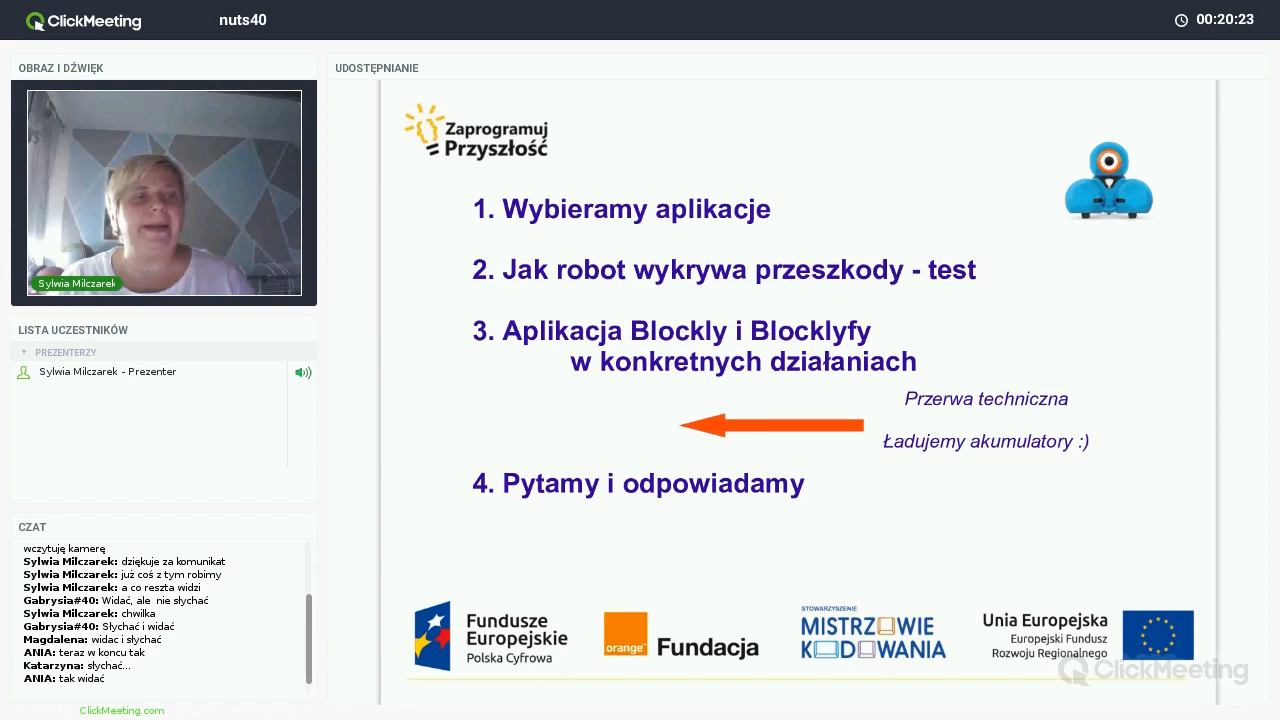 ClickMeeting
nuts40
00:20:23
OBRAZ I DŹWIĘK
Sylwia Milczarek
LISTA UCZESTNIKÓW
PREZENTERZY
Sylwia Milczarek - Prezenter
CZAT
wczytuję kamerę
Sylwia Milczarek: dziękuje za komunikat
Sylwia Milczarek: już coś z tym robimy
Sylwia Milczarek: a co reszta widzi
Gabrysia#40: Widać, ale nie słychać
Sylwia Milczarek: chwilka
Gabrysia#40: Słychać i widać
Magdalena: widac i słychać
ANIA: teraz w koncu tak
Katarzyna: słychać...
ANIA: tak widać
ClickMeeting.com
UDOSTĘPNIANIE
Zaprogramuj
Przyszłość
1. Wybieramy aplikacje
2. Jak robot wykrywa przeszkody - test
3. Aplikacja Blockly i Blocklyfy
w konkretnych działaniach
Przerwa techniczna
Ładujemy akumulatory :)
4. Pytamy i odpowiadamy
Fundusze
Europejskie
Polska Cyfrowa
orange
Fundacja
STOWARZYSZENIE
MISTRZOWIE
KODOWANIA
Unia Europejska
Europejski Fundusz
Rozwoju Regionalnego
ClickMeeting